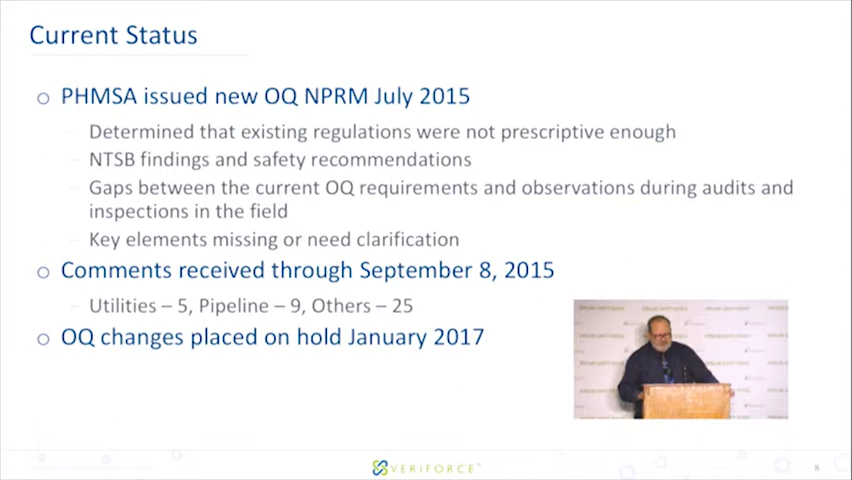 Current Status
PHMSA issued new OQ NPRM July 2015
Determined that existing regulations were not prescriptive enough
NTSB findings and safety recommendations
Gaps between the current OQ requirements and observations during audits and
inspections in the field
Key elements missing or need clarification
Comments received through September 8, 2015
Utilities – 5, Pipeline – 9, Others – 25
OQ changes placed on hold January 2017
VERIFORCE
8